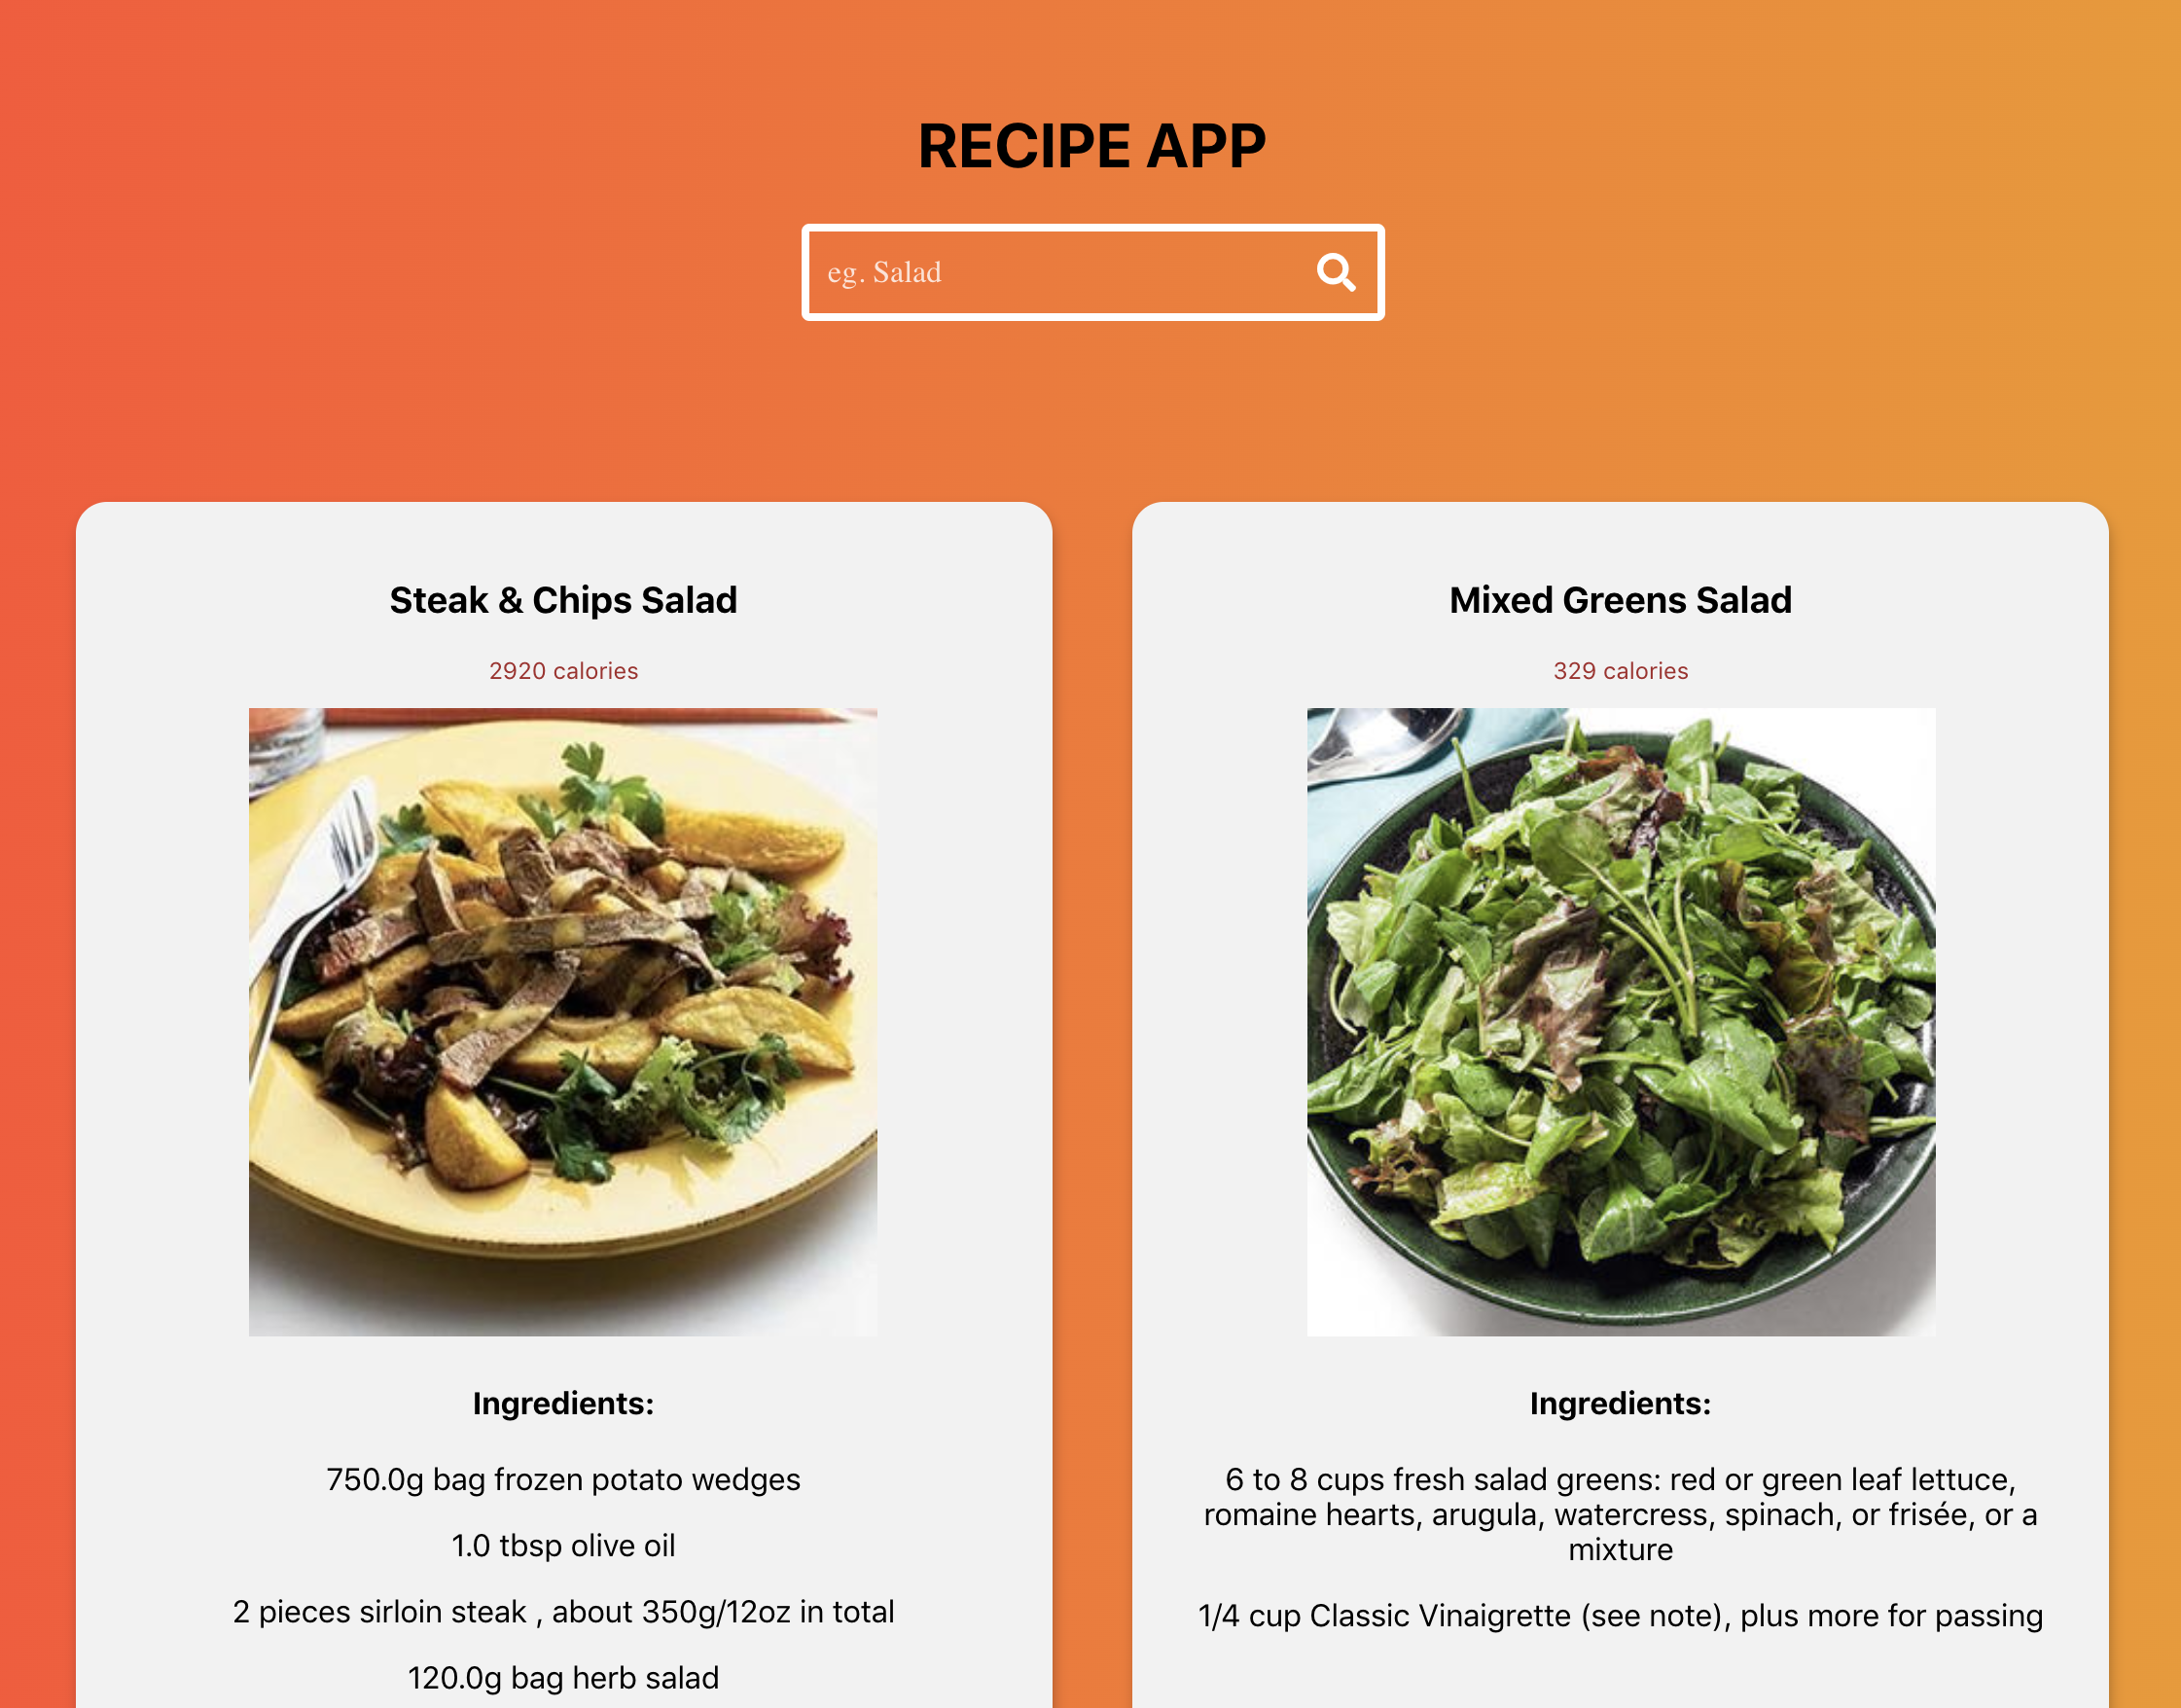 RECIPE APP
eg. Salad
Steak & Chips Salad
2920 calories
Ingredients:
750.0g bag frozen potato wedges
1.0 tbsp olive oil
2 pieces sirloin steak , about 350g/12oz in total
120.0g bag herb salad
Mixed Greens Salad
329 calories
Ingredients:
6 to 8 cups fresh salad greens: red or green leaf lettuce,
romaine hearts, arugula, watercress, spinach, or frisée, or a
mixture
1/4 cup Classic Vinaigrette (see note), plus more for passing